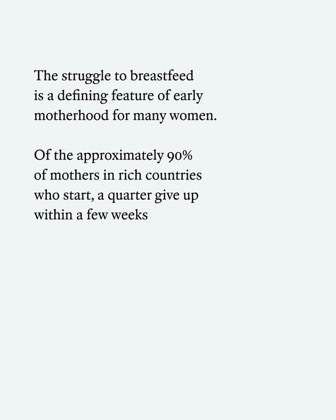 The struggle to breastfeed
is a defining feature of early
motherhood for many women.
Of the approximately 90%
of mothers in rich countries
who start, a quarter give up
within a few weeks